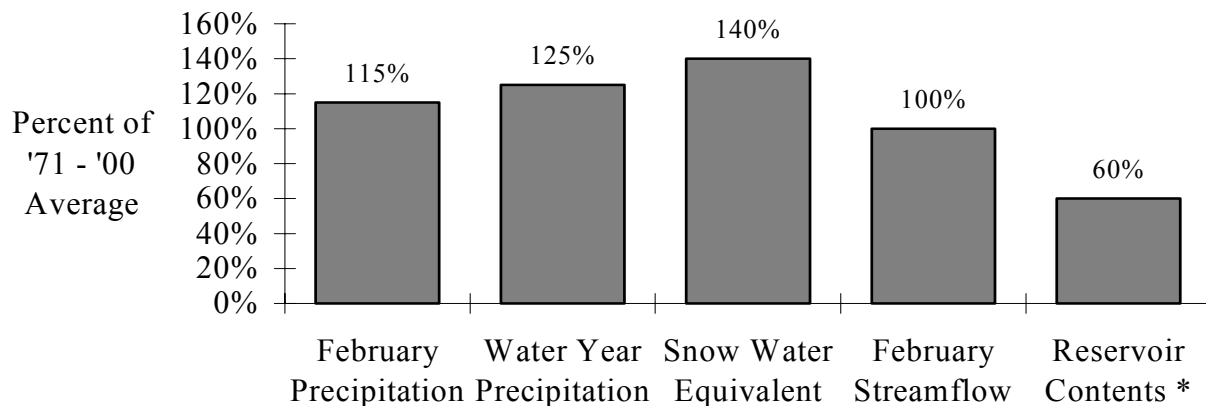 160%
140%
120%
100%
80%
60%
40%
20%
0%
Percent of
'71 - '00
Average
115%
125%
140%
100%
60%
February
Precipitation
Water Year
Precipitation
Snow Water
Equivalent
February
Streamflow
Reservoir
Contents *